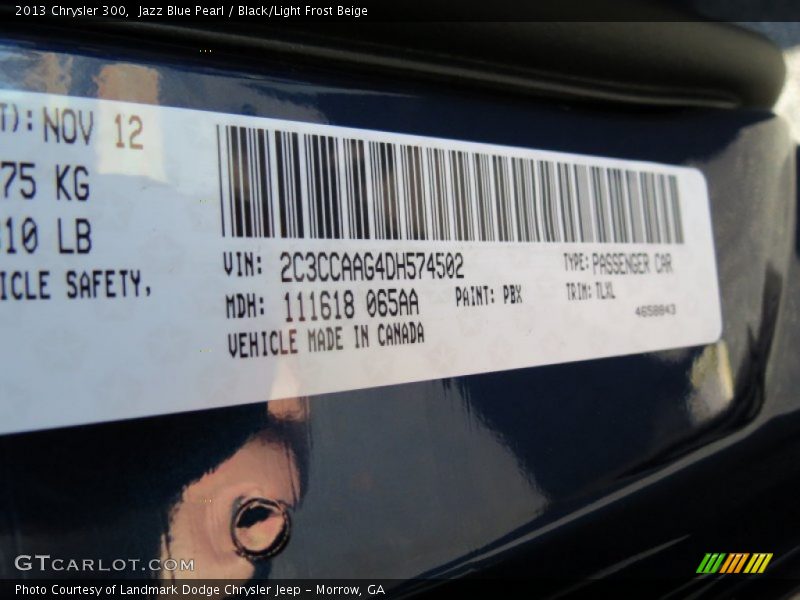 2013 Chrysler 300, Jazz Blue Pearl / Black/Light Frost Beige
T): NOV 12
75 KG
10 LB
ICLE SAFETY,
VIN: 2C3CCAAG4DH574502
TYPE: PASSENGER CAR
MDH: 111618 065AA
PAINT: PBX
TRIM: TLXL
VEHICLE MADE IN CANADA
4658843
GTCARLOT.COM
Photo Courtesy of Landmark Dodge Chrysler Jeep - Morrow, GA